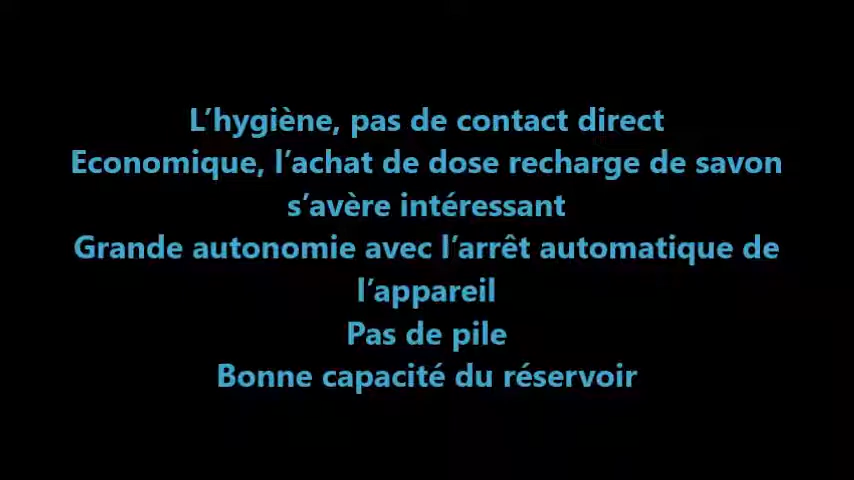 L’hygiène, pas de contact direct
Economique, l’achat de dose recharge de savon
s’avère intéressant
Grande autonomie avec l’arrêt automatique de
l’appareil
Pas de pile
Bonne capacité du réservoir